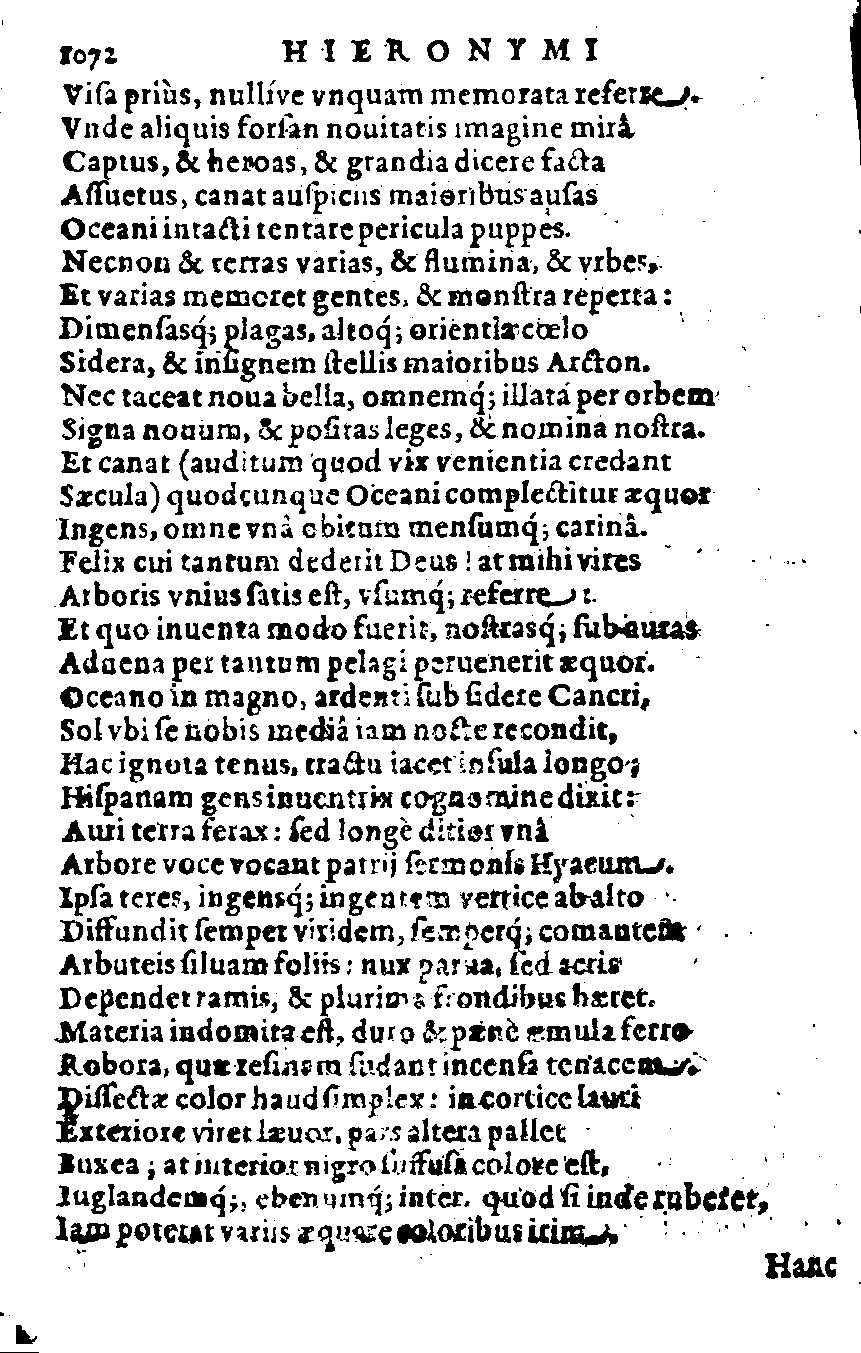 1072 HIERONYMI
Viſa priùs, nullíve vnquam memorata referre.
Vnde aliquis forſan nouitatis imagine mirâ
Captus, & heroas, & grandia dicere facta
Aſſuetus, canat auſpiciis maioribus auſas
Oceani intacti tentare pericula puppes.
Necnon & terras varias, & flumina, & vrbes,
Et varias memoret gentes, & monſtra reperta:
Dimenſasq́; plagas, alioq́; orientia cœlo
Sidera, & inſignem ſtellis maioribus Arcton.
Nec taceat noua bella, omnemq́; illata per orbem
Signa nouum, & poſitas leges, & nomina noſtra.
Et canat (auditum quod vix venientia credant
Sæcula) quodcunque Oceani complectitur æquor
Ingens, omne vnâ obitum menſumq́; carinâ.
Felix cui tantum dederit Deus! at mihi vires
Arboris vnius ſatis eſt, vſumq́; referre
Et quo inuenta modo fuerit, noſtrasq́; ſub auras
Aduena per tantum pelagi peruenerit æquor.
Oceano in magno, ardenti ſub ſidere Cancri,
Sol vbi ſe nobis mediâ iam nocte recondit,
Hac ignota tenus, tractu iacet inſula longo;
Hiſpanam gens inuentrix cognomine dixit:
Auri terra ferax: ſed longè ditior vnâ
Arbore voce vocant patrij ſermonis Hyacum.
Ipſa teres, ingensq́; ingentem vertice ab alto
Diffundit ſemper viridem, ſemperq́; comantem
Arbuteis ſiluam foliis: nux parua, ſed acris
Dependet ramis, & plurima frondibus hæret.
Materia indomita eſt, duro & pænè æmula ferro
Robora, quæ reſinam ſudant incenſa tenacem.
Diſſectæ color haud ſimplex: in cortice lauri
Exteriore viret læuor, pars altera pallet
Buxea; at interior nigro ſuffuſa colore eſt,
Iuglandemq́;, ebenumq́; inter. quod ſi inde ruberet,
Iam poterat variis æquare coloribus irim.
Hanc